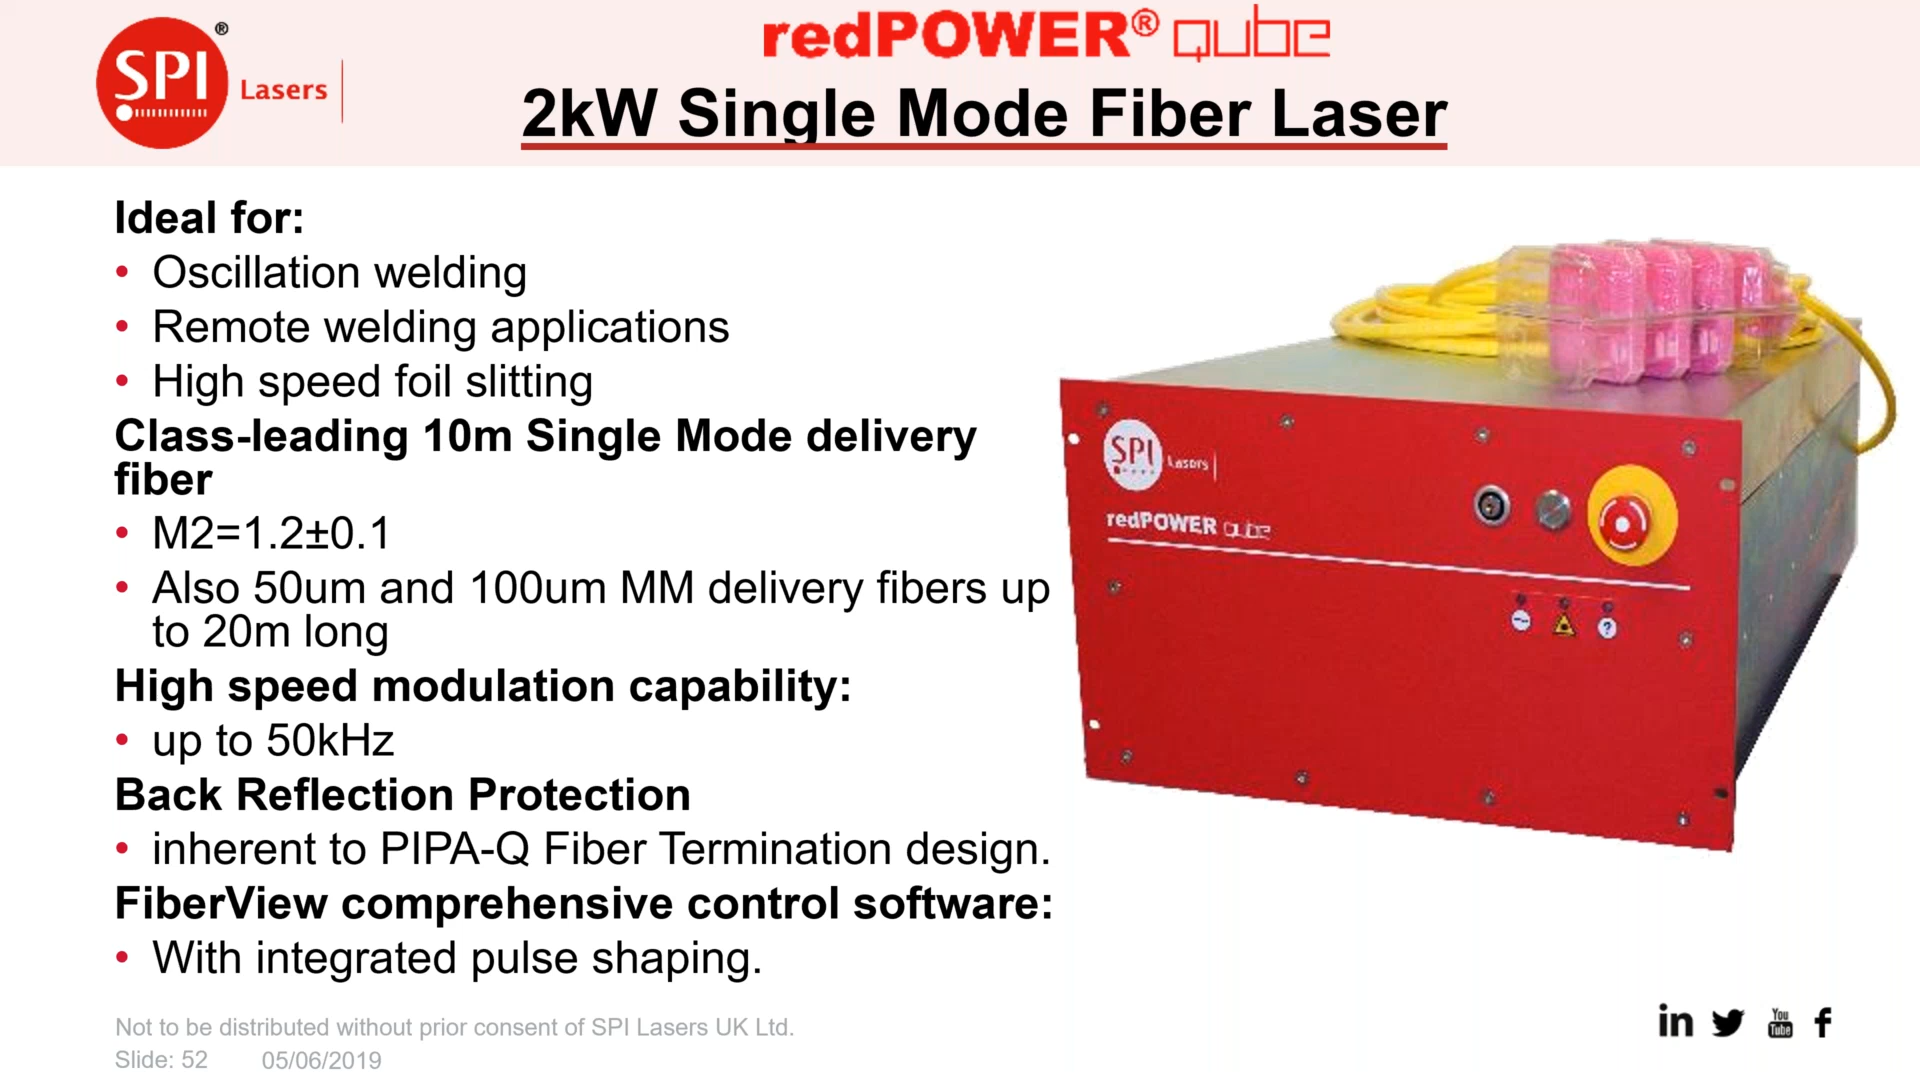 SPI ®
Lasers
redPOWER® qube
2kW Single Mode Fiber Laser
Ideal for:
• Oscillation welding
• Remote welding applications
• High speed foil slitting
Class-leading 10m Single Mode delivery
fiber
• M2=1.2±0.1
• Also 50um and 100um MM delivery fibers up
to 20m long
High speed modulation capability:
• up to 50kHz
Back Reflection Protection
• inherent to PIPA-Q Fiber Termination design.
FiberView comprehensive control software:
• With integrated pulse shaping.
SPI Lasers
redPOWER qube
?
Not to be distributed without prior consent of SPI Lasers UK Ltd.
Slide: 52 05/06/2019
in You Tube f